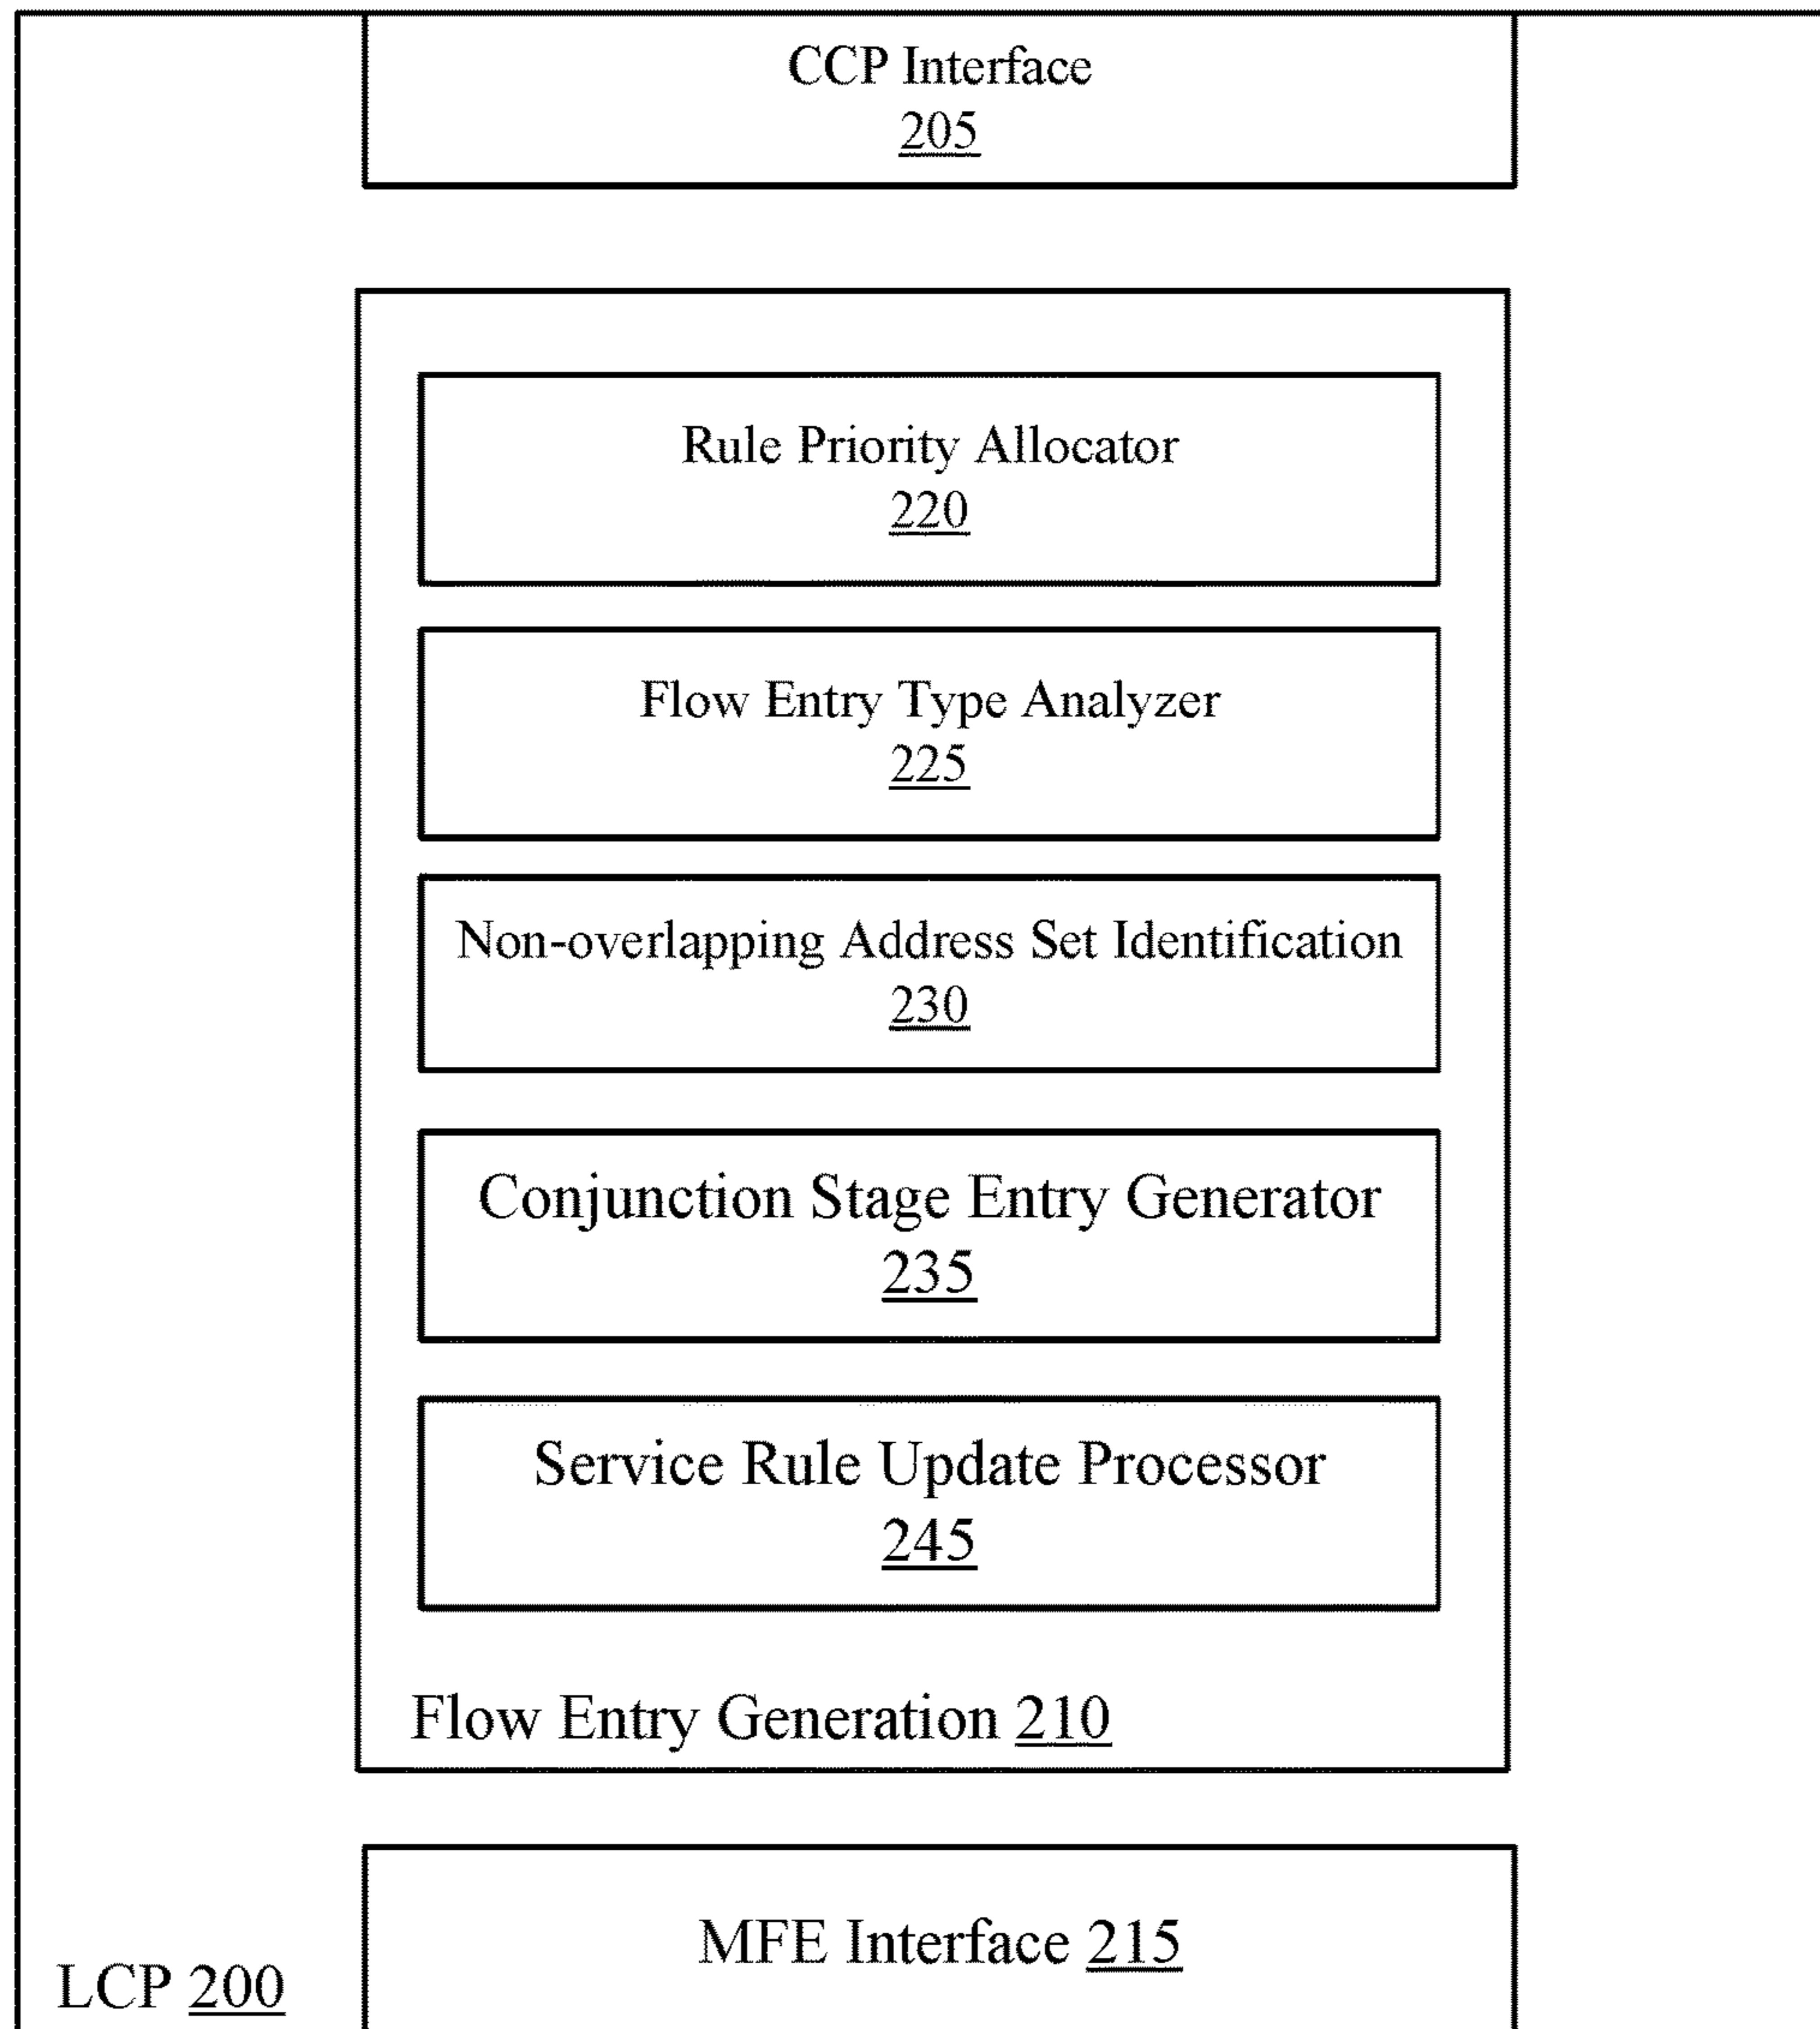 CCP Interface
205
Rule Priority Allocator
220
Flow Entry Type Analyzer
225
Non-overlapping Address Set Identification
230
Conjunction Stage Entry Generator
235
Service Rule Update Processor
245
Flow Entry Generation 210
MFE Interface 215
LCP 200